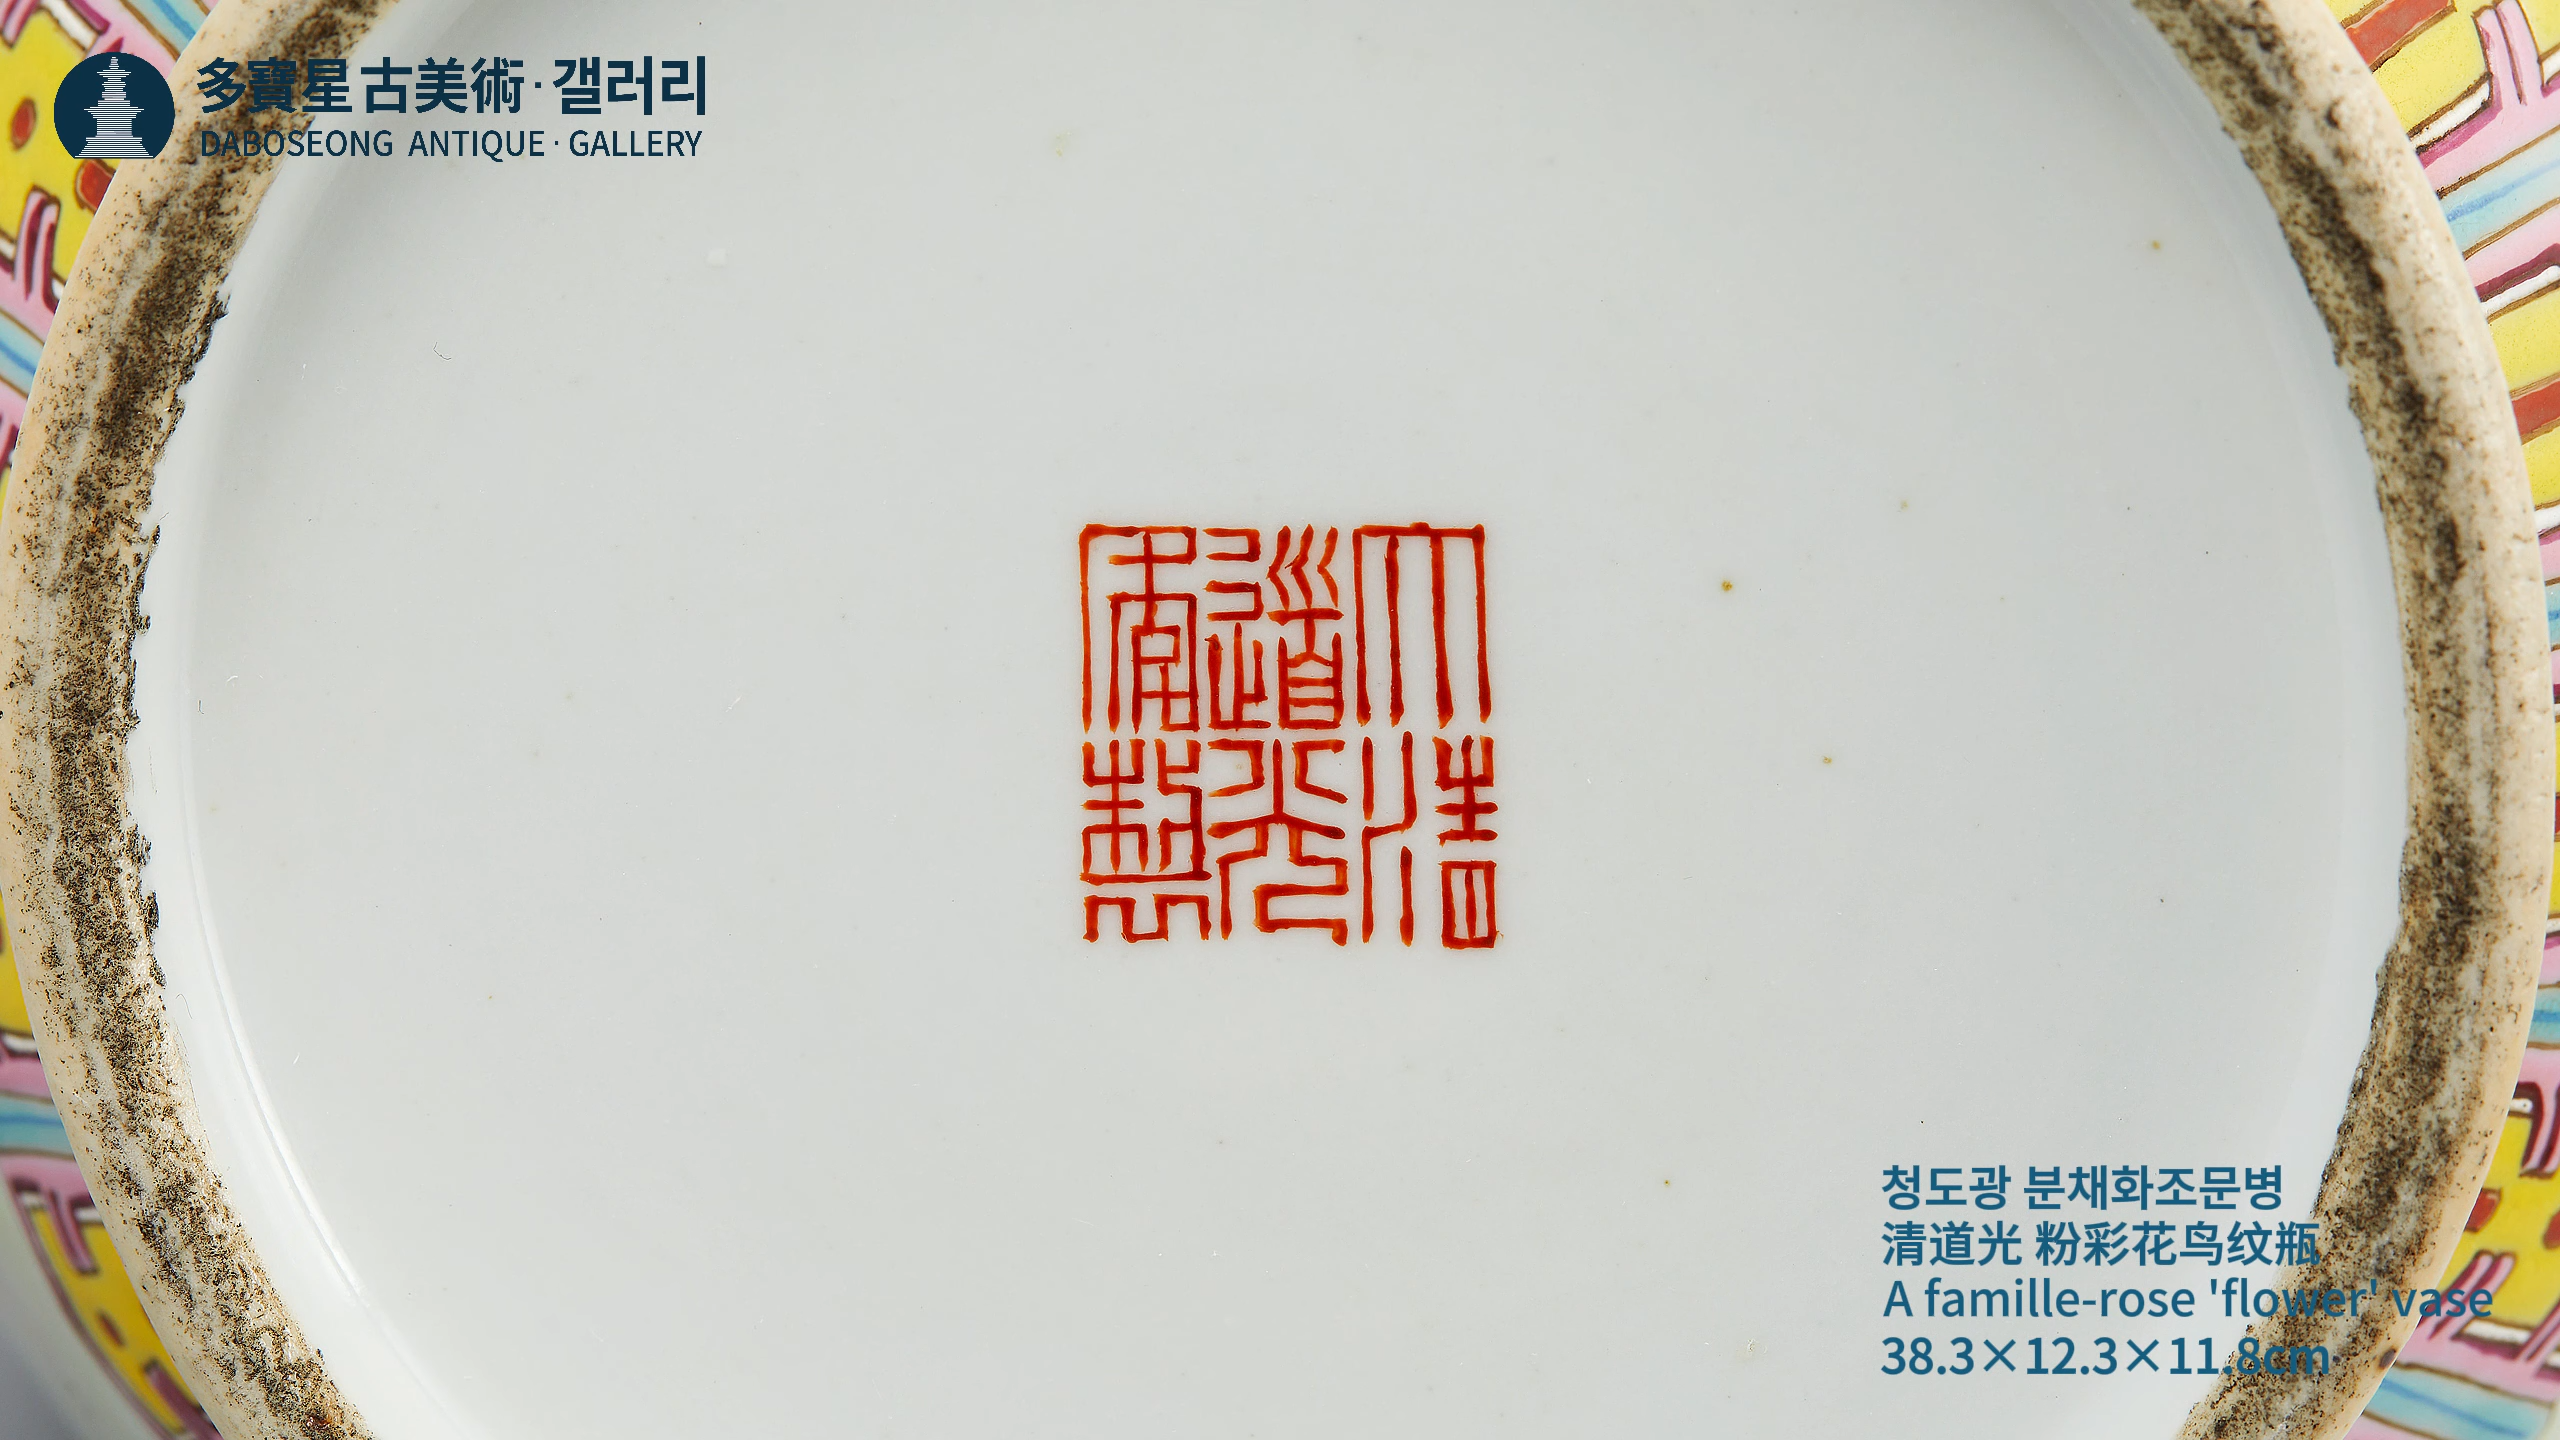 多寶星古美術·갤러리
DABOSEONG ANTIQUE·GALLERY
大清
道光
年製
청도광 분채화조문병
清道光 粉彩花鸟纹瓶
A famille-rose 'flower' vase
38.3×12.3×11.8cm